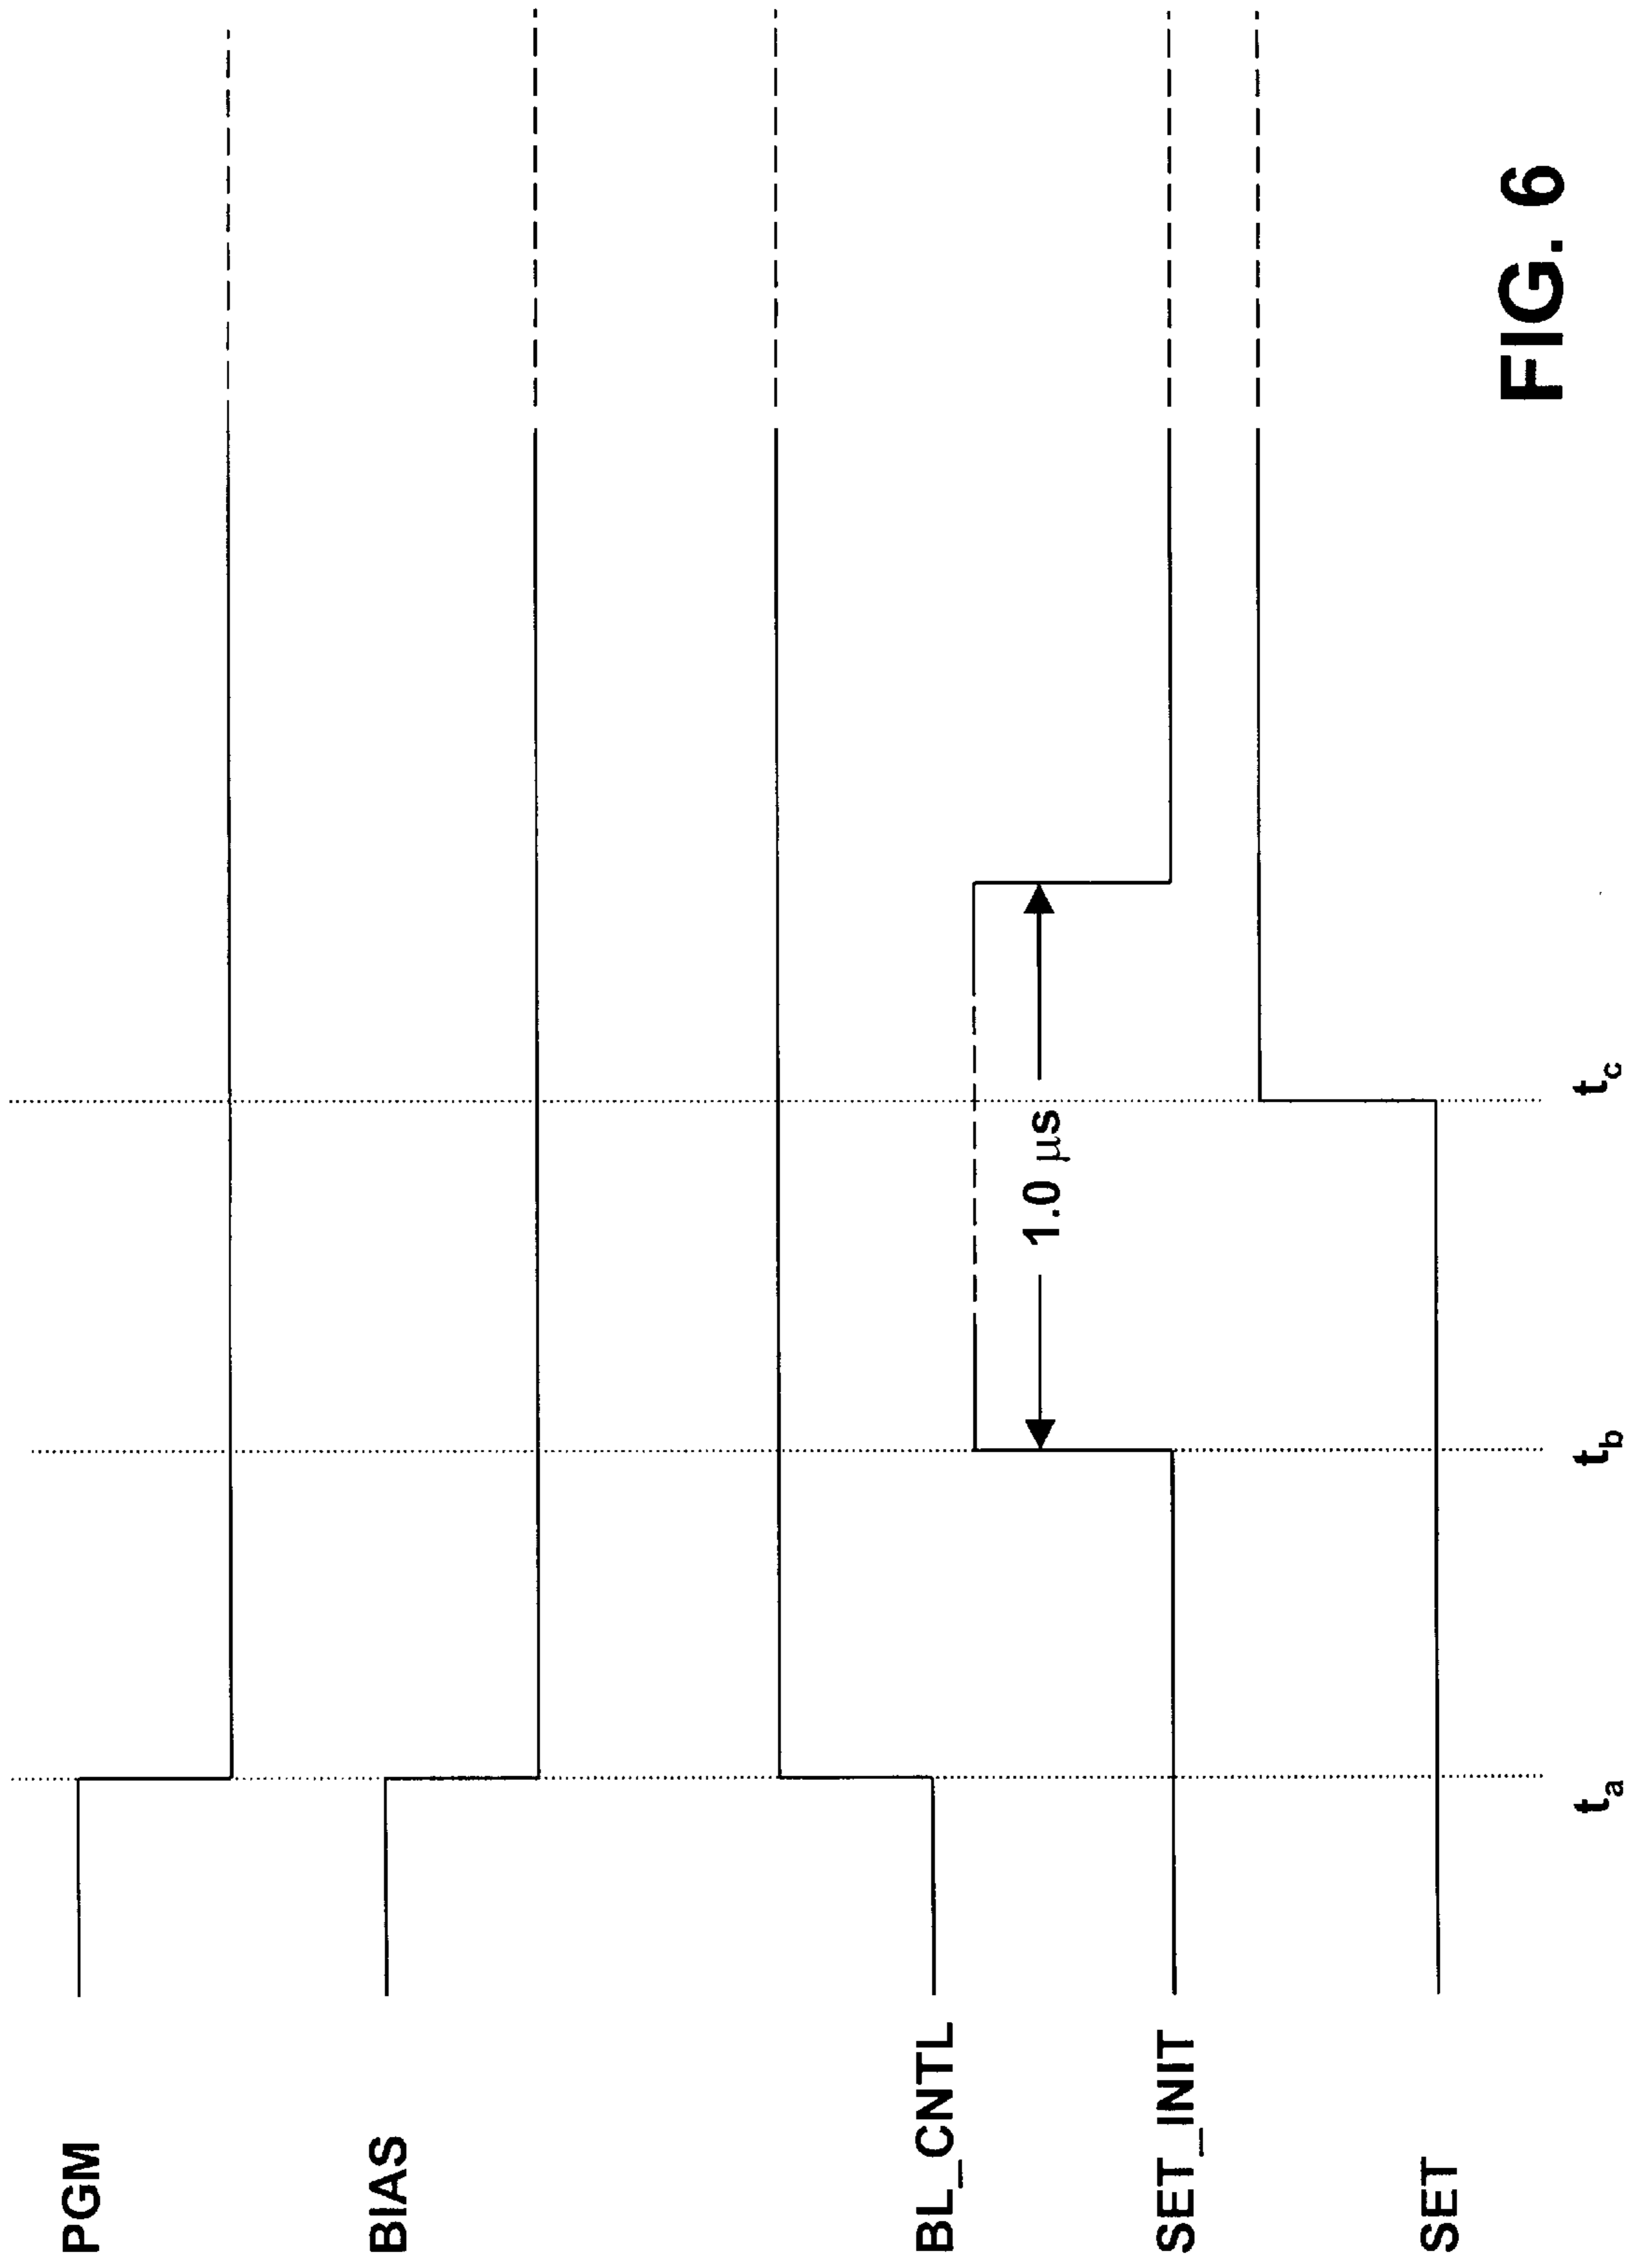 PGM
BIAS
BL_CNTL
SET_INIT
1.0 μs
SET
ta
tb
tc
FIG. 6